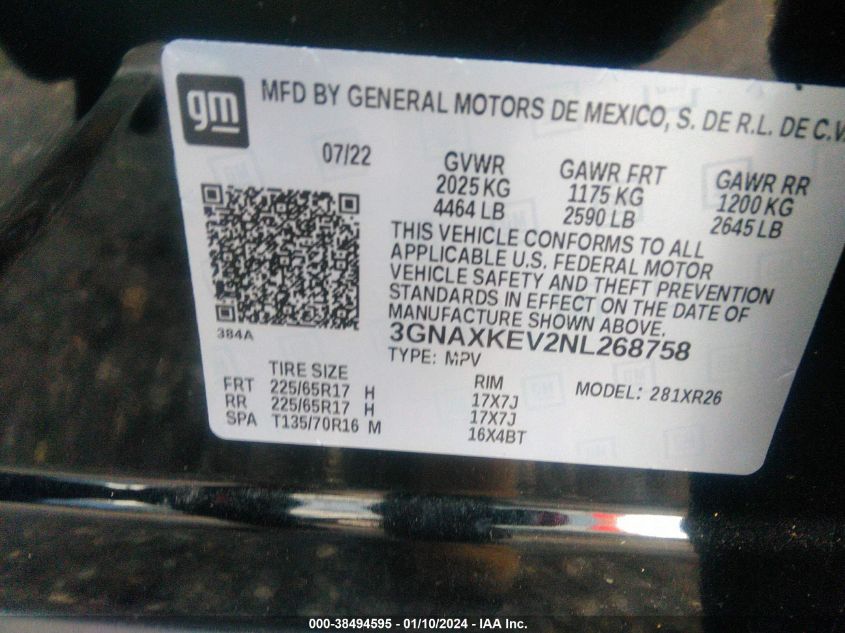 gm
MFD BY GENERAL MOTORS DE MEXICO, S. DE R.L. DE C.V.
07/22
GVWR
2025 KG
4464 LB
GAWR FRT
1175 KG
2590 LB
GAWR RR
1200 KG
2645 LB
THIS VEHICLE CONFORMS TO ALL
APPLICABLE U.S. FEDERAL MOTOR
VEHICLE SAFETY AND THEFT PREVENTION
STANDARDS IN EFFECT ON THE DATE OF
MANUFACTURE SHOWN ABOVE.
384A
3GNAXKEV2NL268758
TYPE: MPV
MODEL: 281XR26
TIRE SIZE
RIM
FRT 225/65R17 H 17X7J
RR 225/65R17 H 17X7J
SPA T135/70R16 M 16X4BT
000-38494595 - 01/10/2024 - IAA Inc.